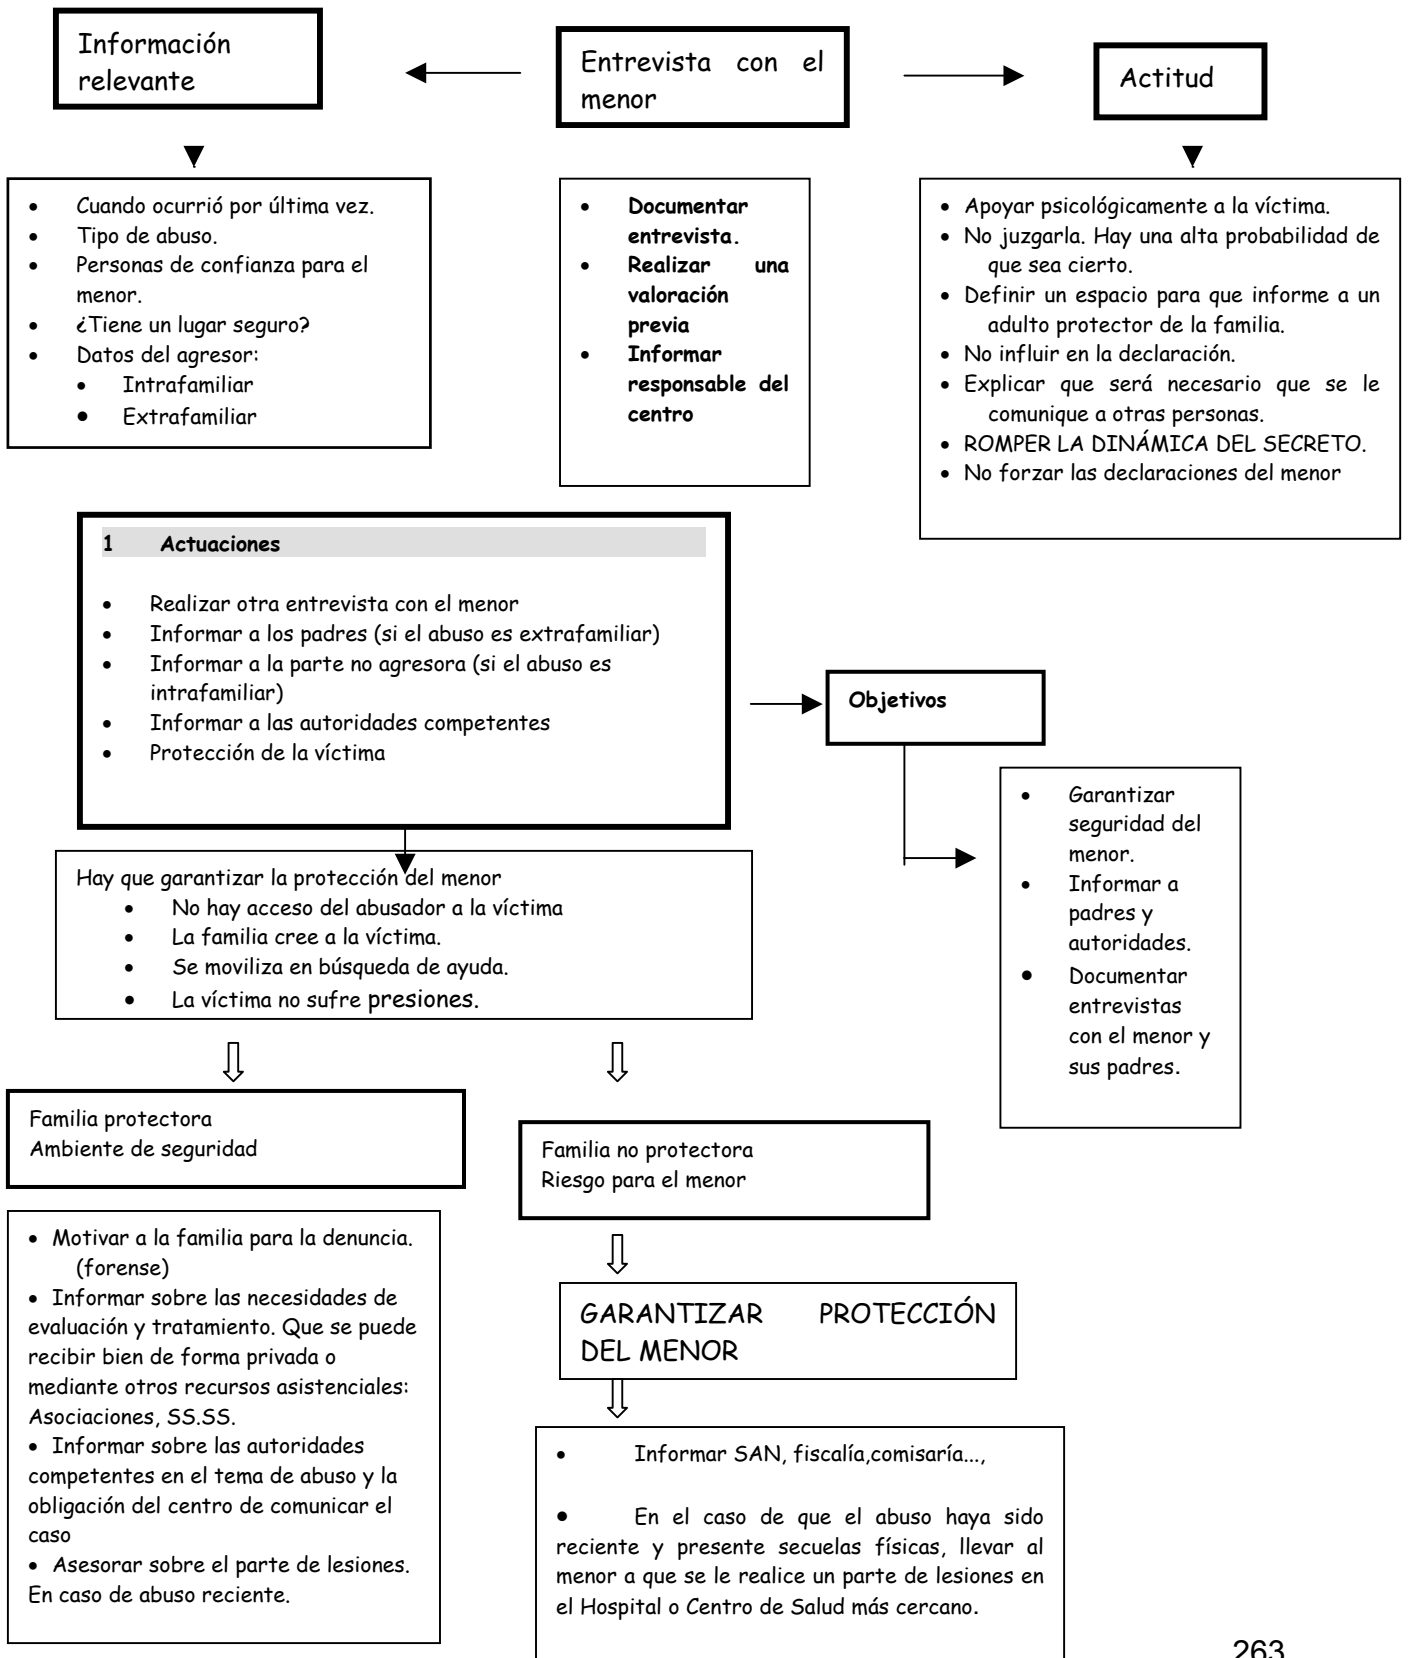 Información
relevante
Entrevista con el
menor
Actitud
• Cuando ocurrió por última vez.
• Tipo de abuso.
• Personas de confianza para el
menor.
• ¿Tiene un lugar seguro?
• Datos del agresor:
• Intrafamiliar
• Extrafamiliar
• Documentar
entrevista.
• Realizar una
valoración
previa
• Informar
responsable del
centro
• Apoyar psicológicamente a la víctima.
• No juzgarla. Hay una alta probabilidad de
que sea cierto.
• Definir un espacio para que informe a un
adulto protector de la familia.
• No influir en la declaración.
• Explicar que será necesario que se le
comunique a otras personas.
• ROMPER LA DINÁMICA DEL SECRETO.
• No forzar las declaraciones del menor
1 Actuaciones
• Realizar otra entrevista con el menor
• Informar a los padres (si el abuso es extrafamiliar)
• Informar a la parte no agresora (si el abuso es
intrafamiliar)
• Informar a las autoridades competentes
• Protección de la víctima
Objetivos
• Garantizar
seguridad del
menor.
• Informar a
padres y
autoridades.
• Documentar
entrevistas
con el menor y
sus padres.
Hay que garantizar la protección del menor
• No hay acceso del abusador a la víctima
• La familia cree a la víctima.
• Se moviliza en búsqueda de ayuda.
• La víctima no sufre presiones.
Familia protectora
Ambiente de seguridad
Familia no protectora
Riesgo para el menor
• Motivar a la familia para la denuncia.
(forense)
• Informar sobre las necesidades de
evaluación y tratamiento. Que se puede
recibir bien de forma privada o
mediante otros recursos asistenciales:
Asociaciones, SS.SS.
• Informar sobre las autoridades
competentes en el tema de abuso y la
obligación del centro de comunicar el
caso
• Asesorar sobre el parte de lesiones.
En caso de abuso reciente.
GARANTIZAR PROTECCIÓN
DEL MENOR
• Informar SAN, fiscalía,comisaría...,
• En el caso de que el abuso haya sido
reciente y presente secuelas físicas, llevar al
menor a que se le realice un parte de lesiones en
el Hospital o Centro de Salud más cercano.
263